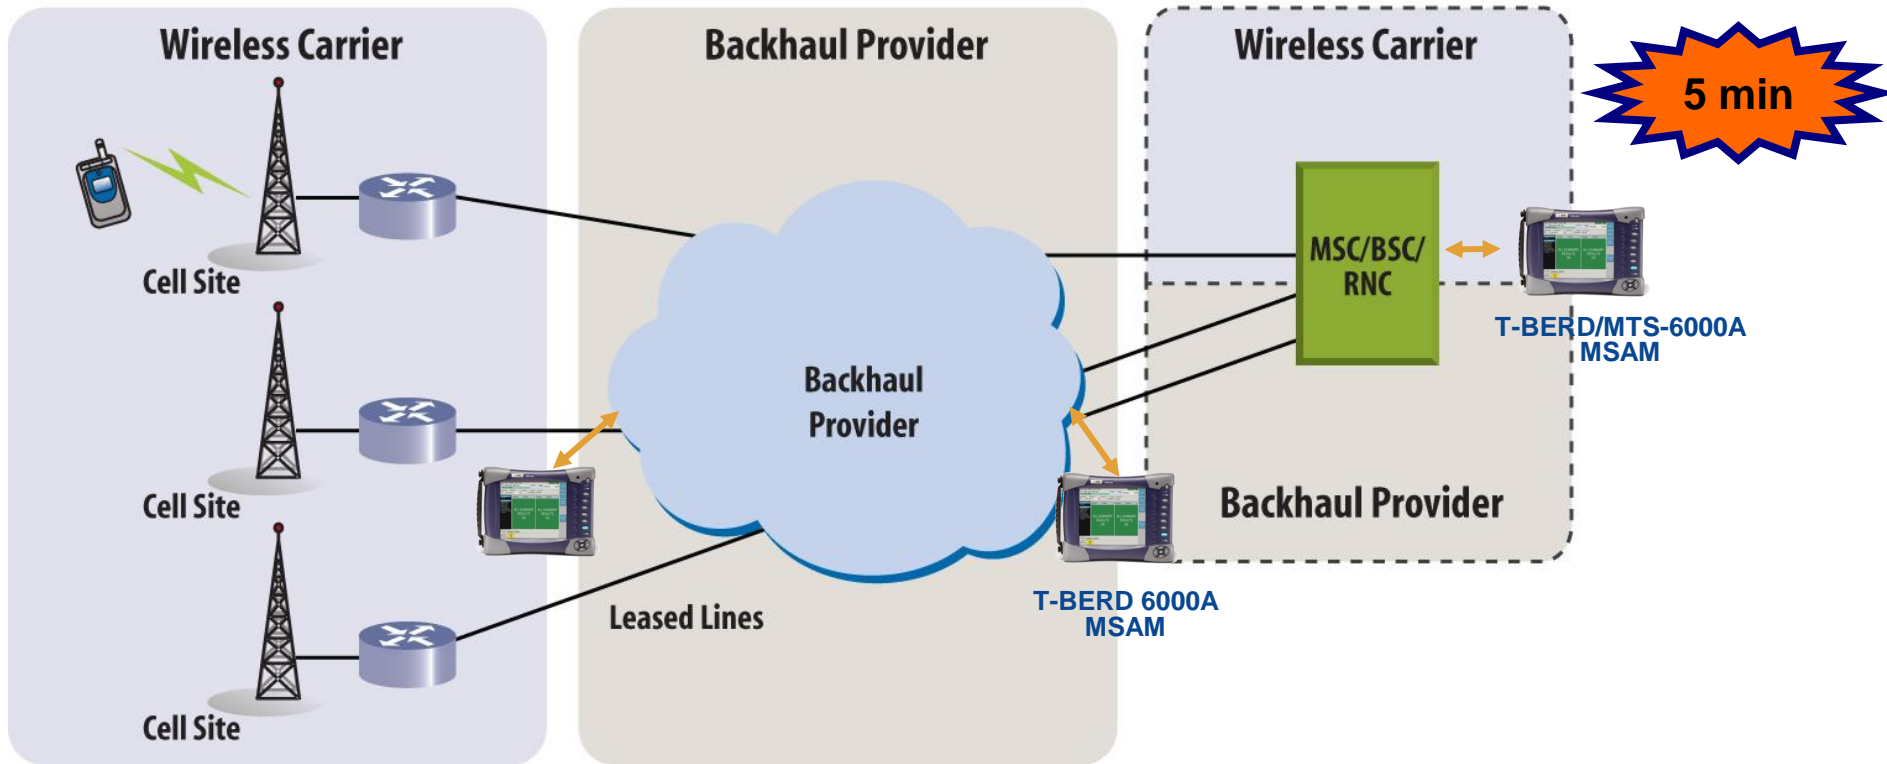 Wireless Carrier
Backhaul Provider
Wireless Carrier
5 min
MSC/BSC/
RNC
Cell Site
T-BERD/MTS-6000A
MSAM
Backhaul
Provider
Cell Site
Backhaul Provider
T-BERD 6000A
MSAM
Leased Lines
Cell Site